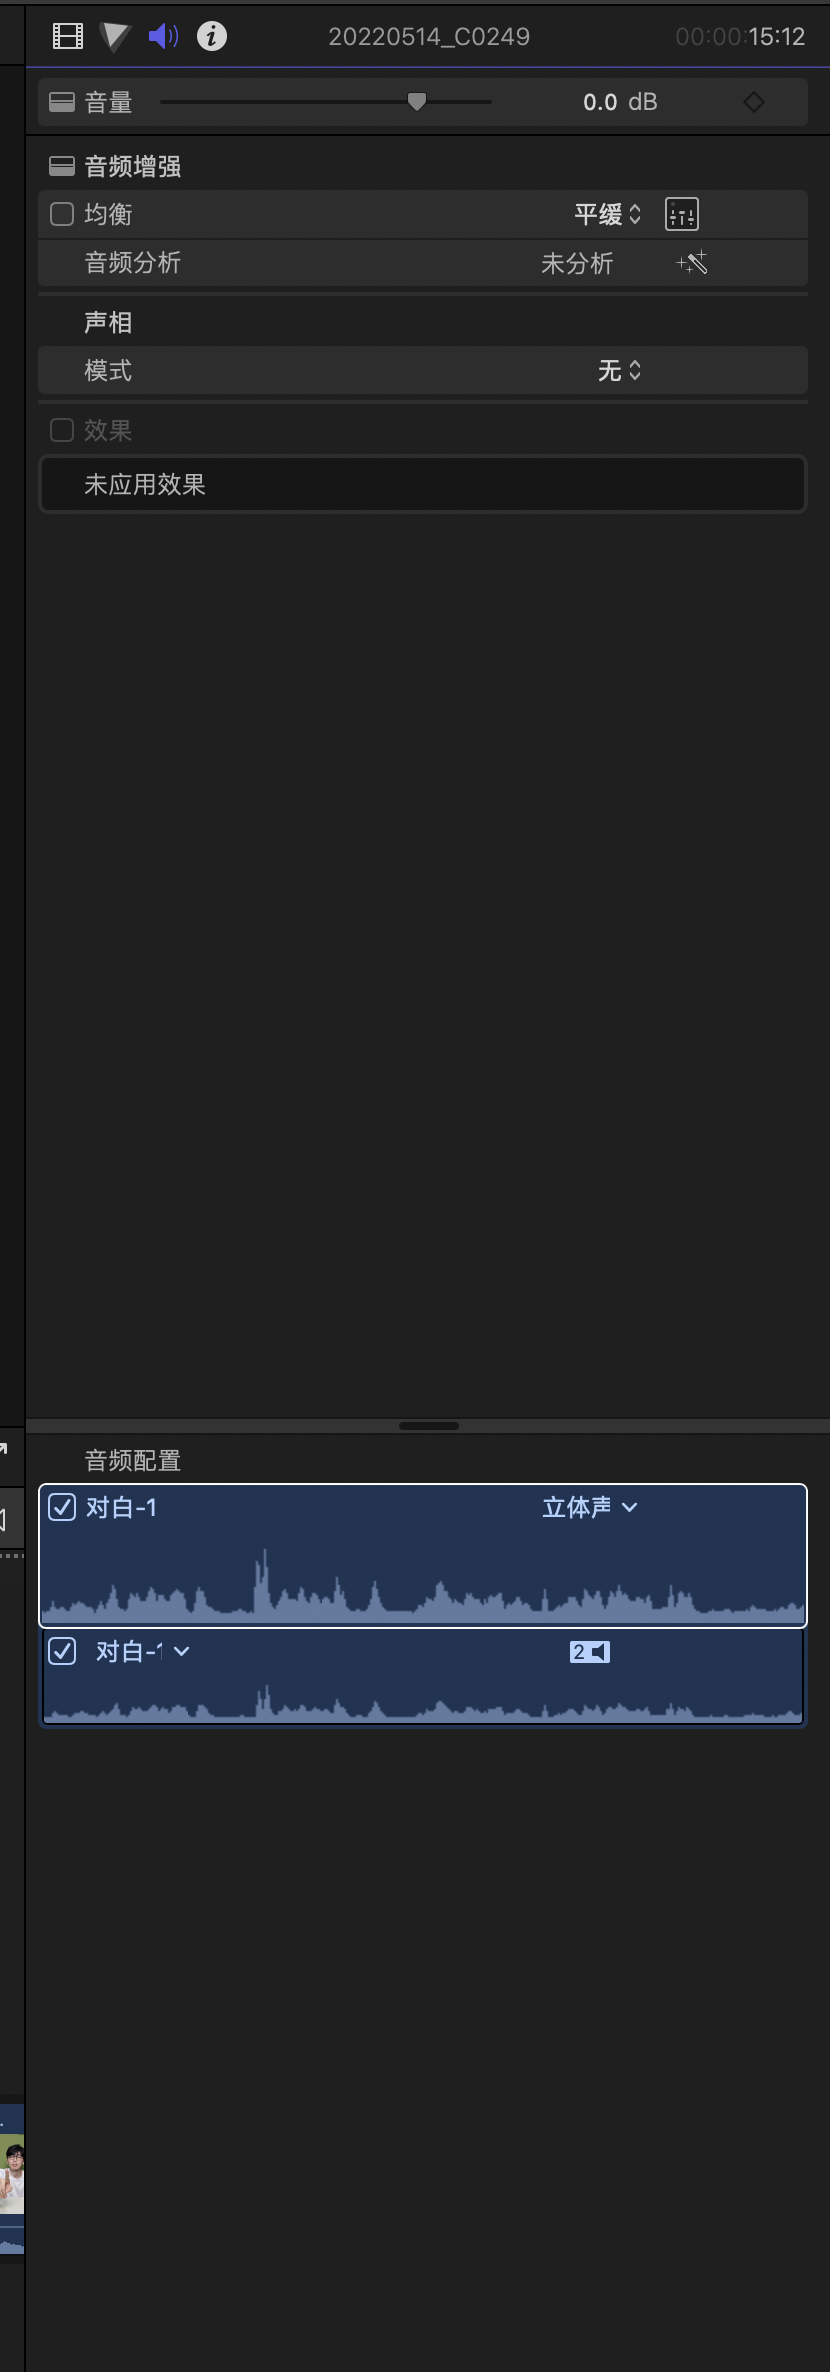 20220514_C0249 00:00:15:12
音量 0.0 dB
音频增强
均衡 平缓
音频分析 未分析
声相
模式 无
效果
未应用效果
音频配置
对白-1 立体声
对白-1 2